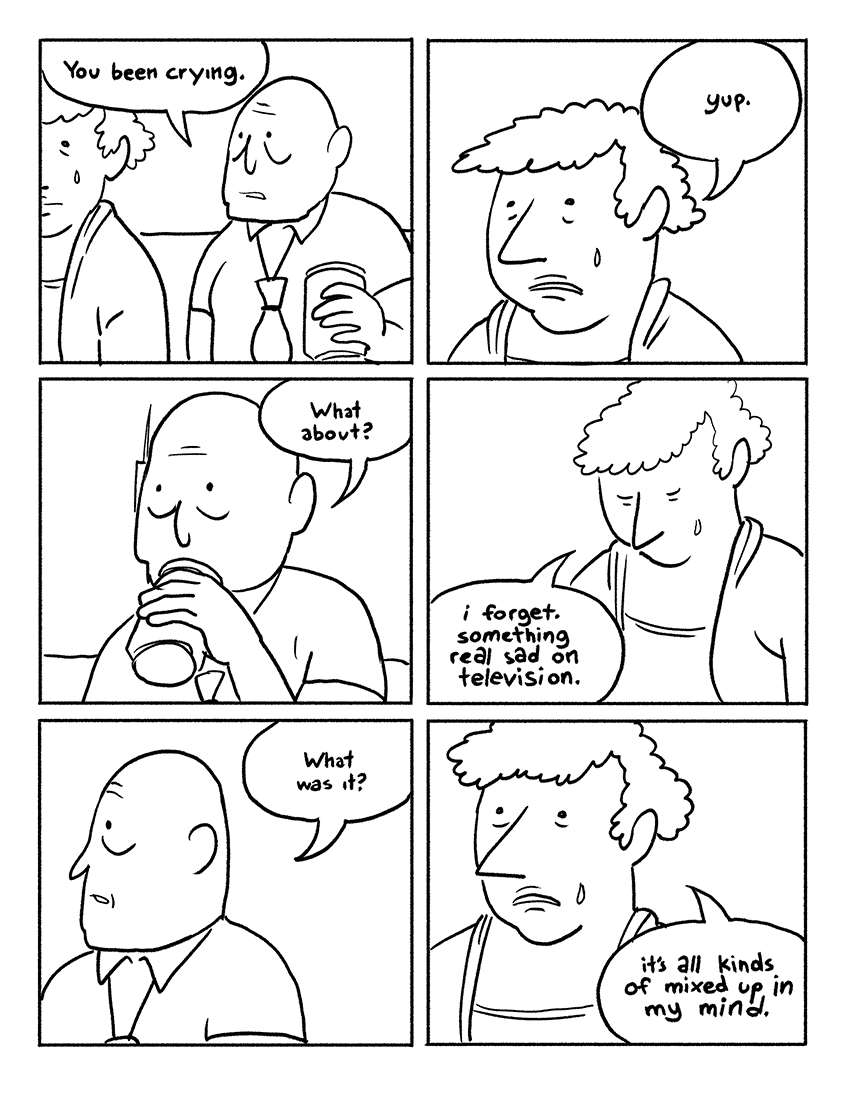 You been crying.
yup.
What
about?
i forget.
something
real sad on
television.
What
was it?
it's all kinds
of mixed up in
my mind.